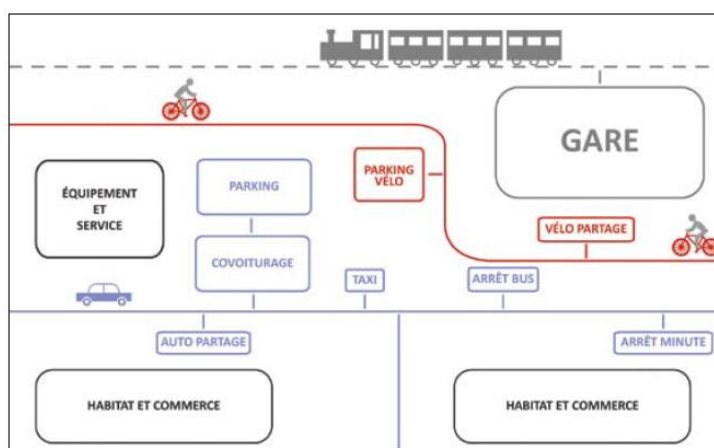 GARE
PARKING
VÉLO
ÉQUIPEMENT
ET
SERVICE
PARKING
VÉLO PARTAGE
COVOITURAGE
TAXI
ARRÊT BUS
AUTO PARTAGE
ARRÊT MINUTE
HABITAT ET COMMERCE
HABITAT ET COMMERCE